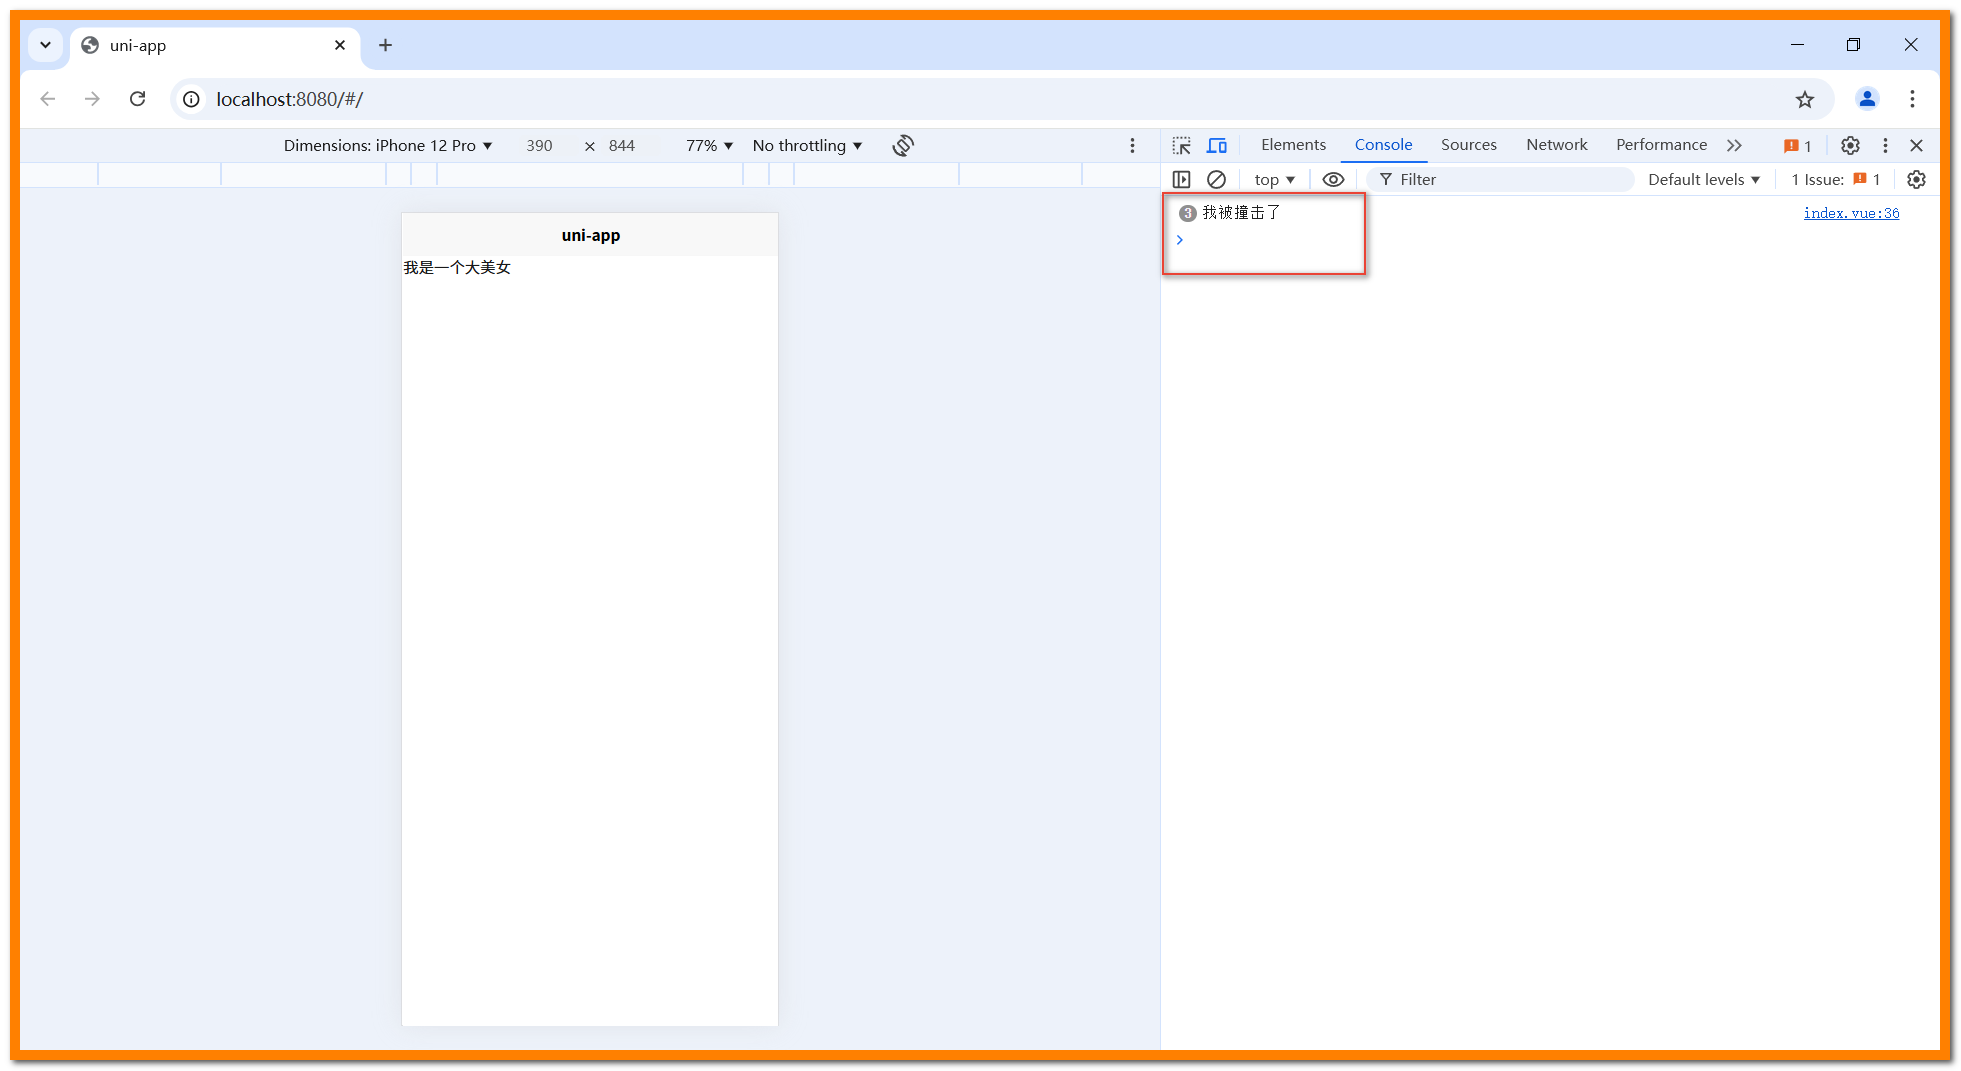 uni-app
localhost:8080/#/
Dimensions: iPhone 12 Pro ▼ 390 × 844 77% ▼ No throttling ▼
Elements Console Sources Network Performance 1
top ▼ Filter Default levels ▼ 1 Issue: 1
3 我被撞击了 index.vue:36
uni-app
我是一个大美女